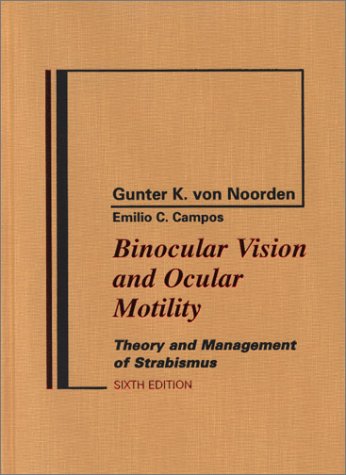 Gunter K. von Noorden
Emilio C. Campos
Binocular Vision
and Ocular
Motility
Theory and Management
of Strabismus
SIXTH EDITION